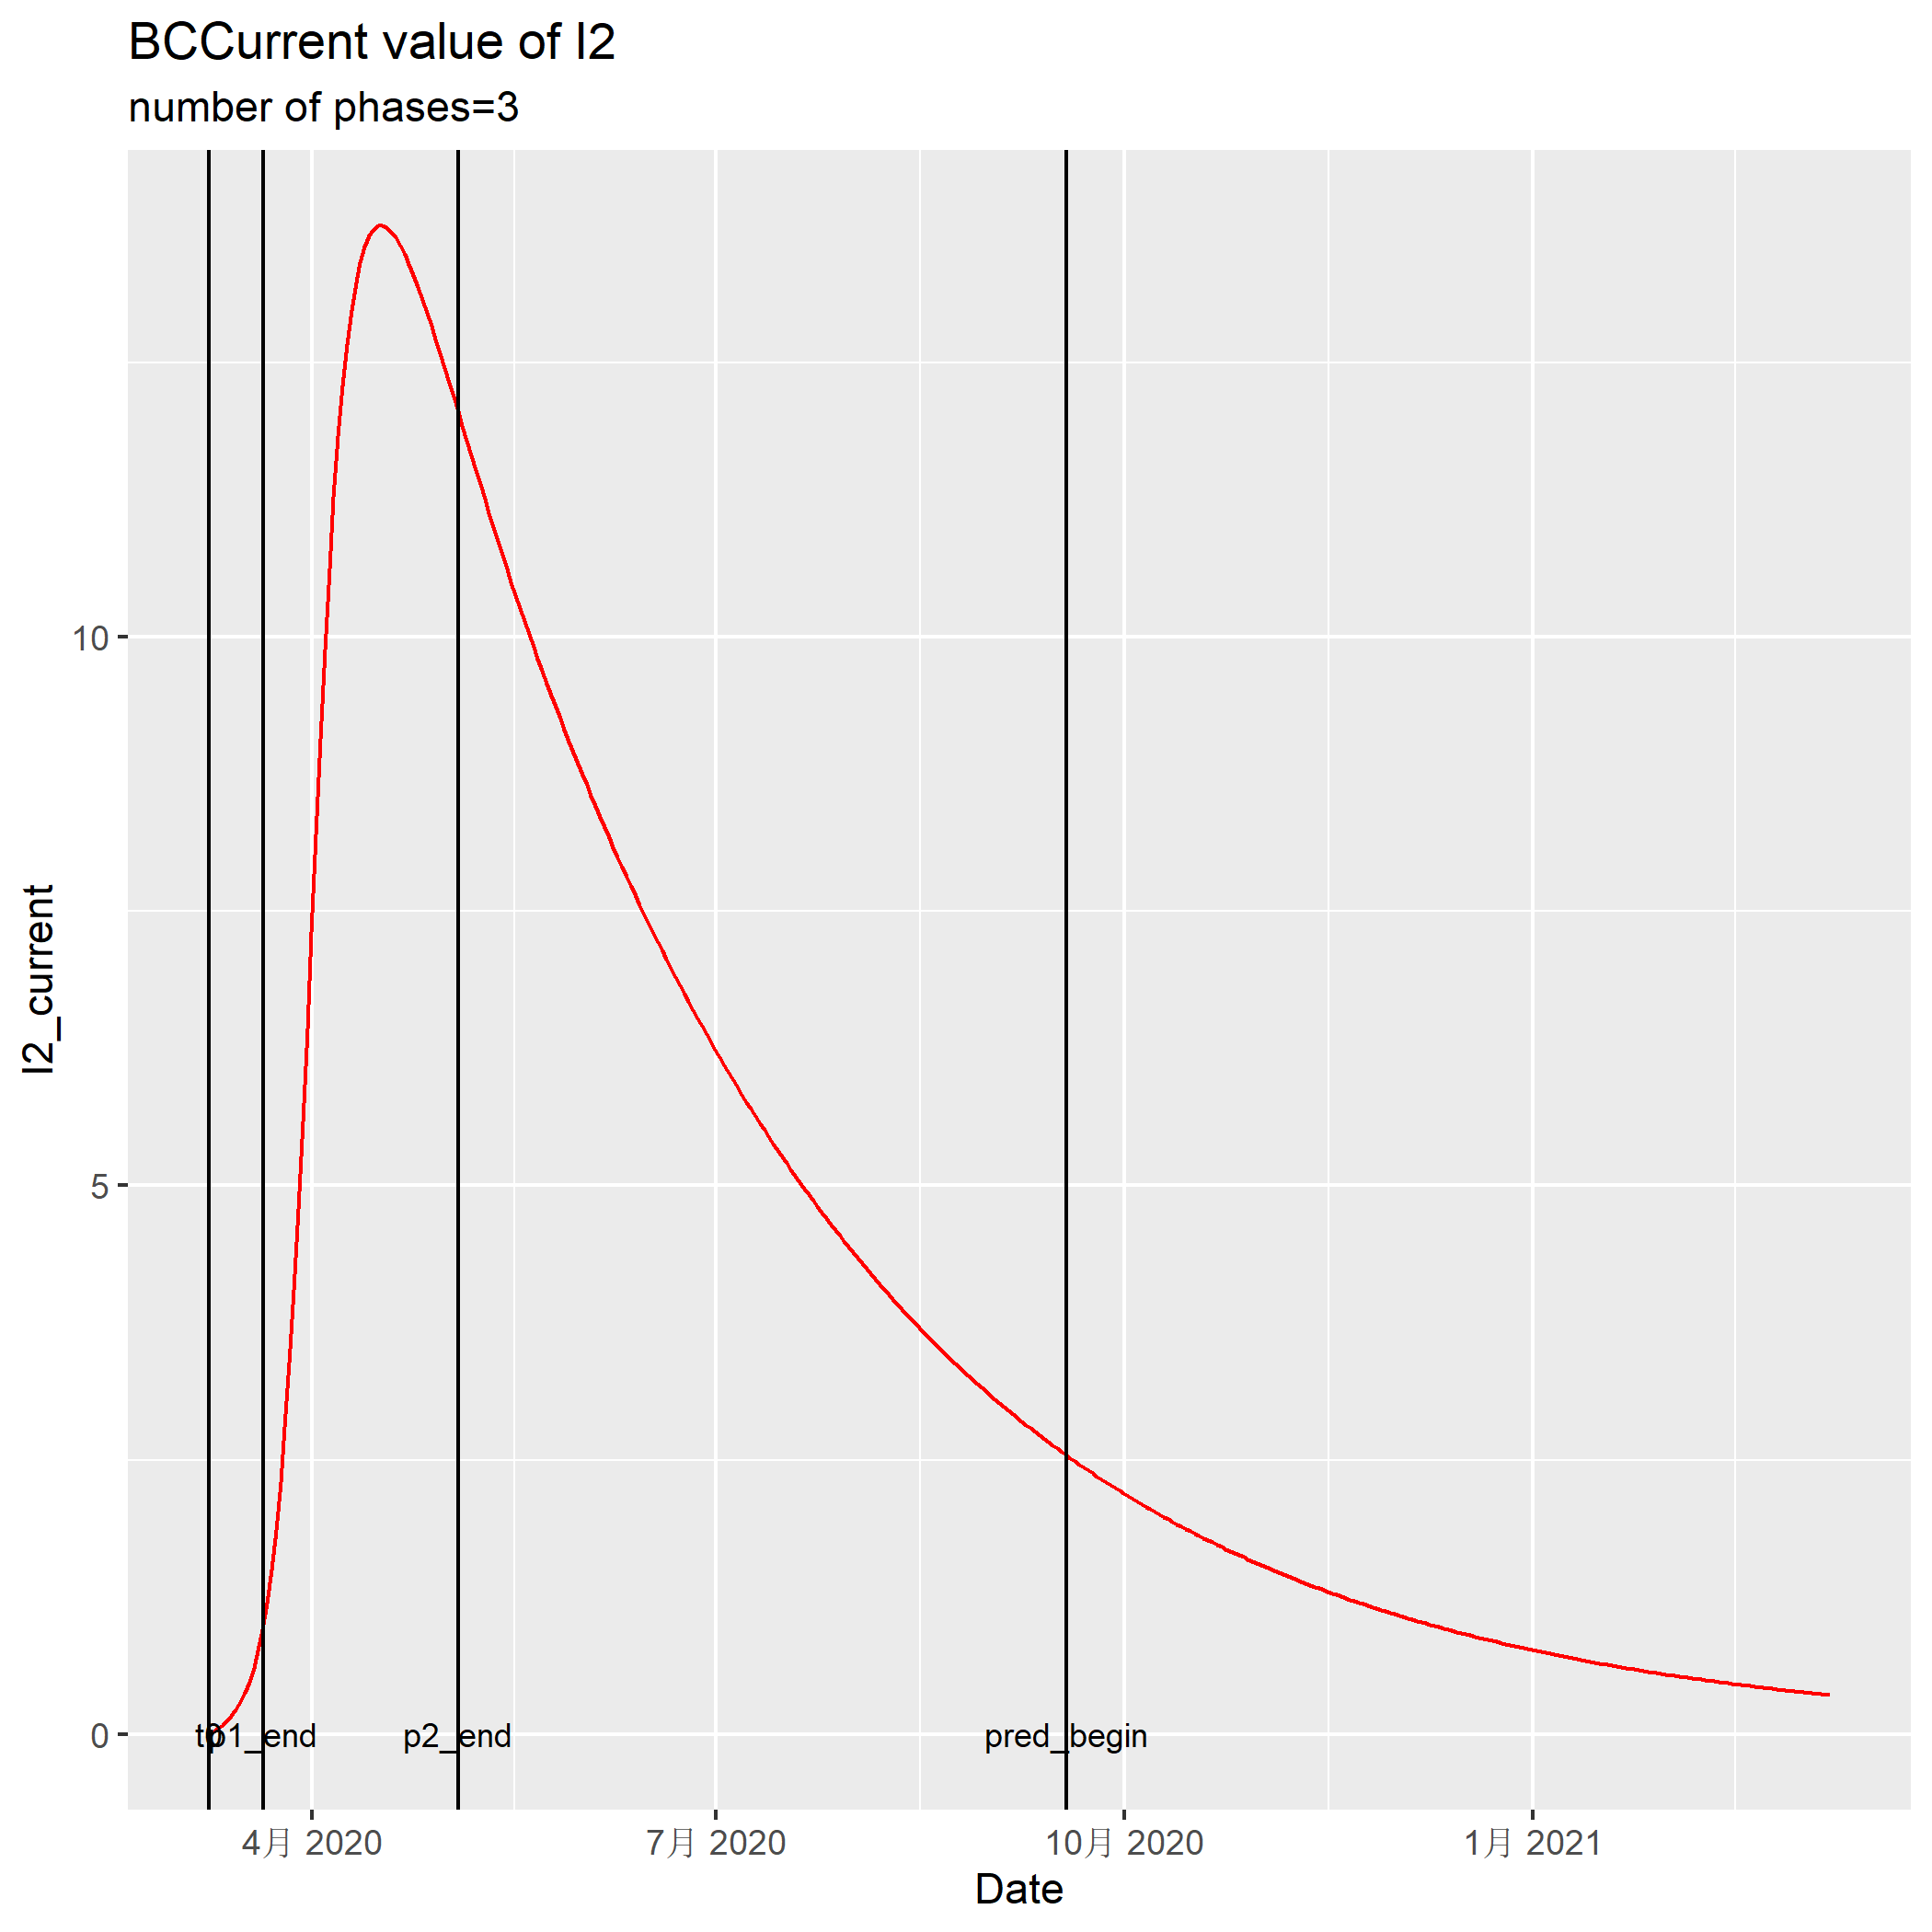 BCCurrent value of I2
number of phases=3
I2_current
10
5
0
t0
p1_end
p2_end
pred_begin
4月 2020
7月 2020
10月 2020
1月 2021
Date